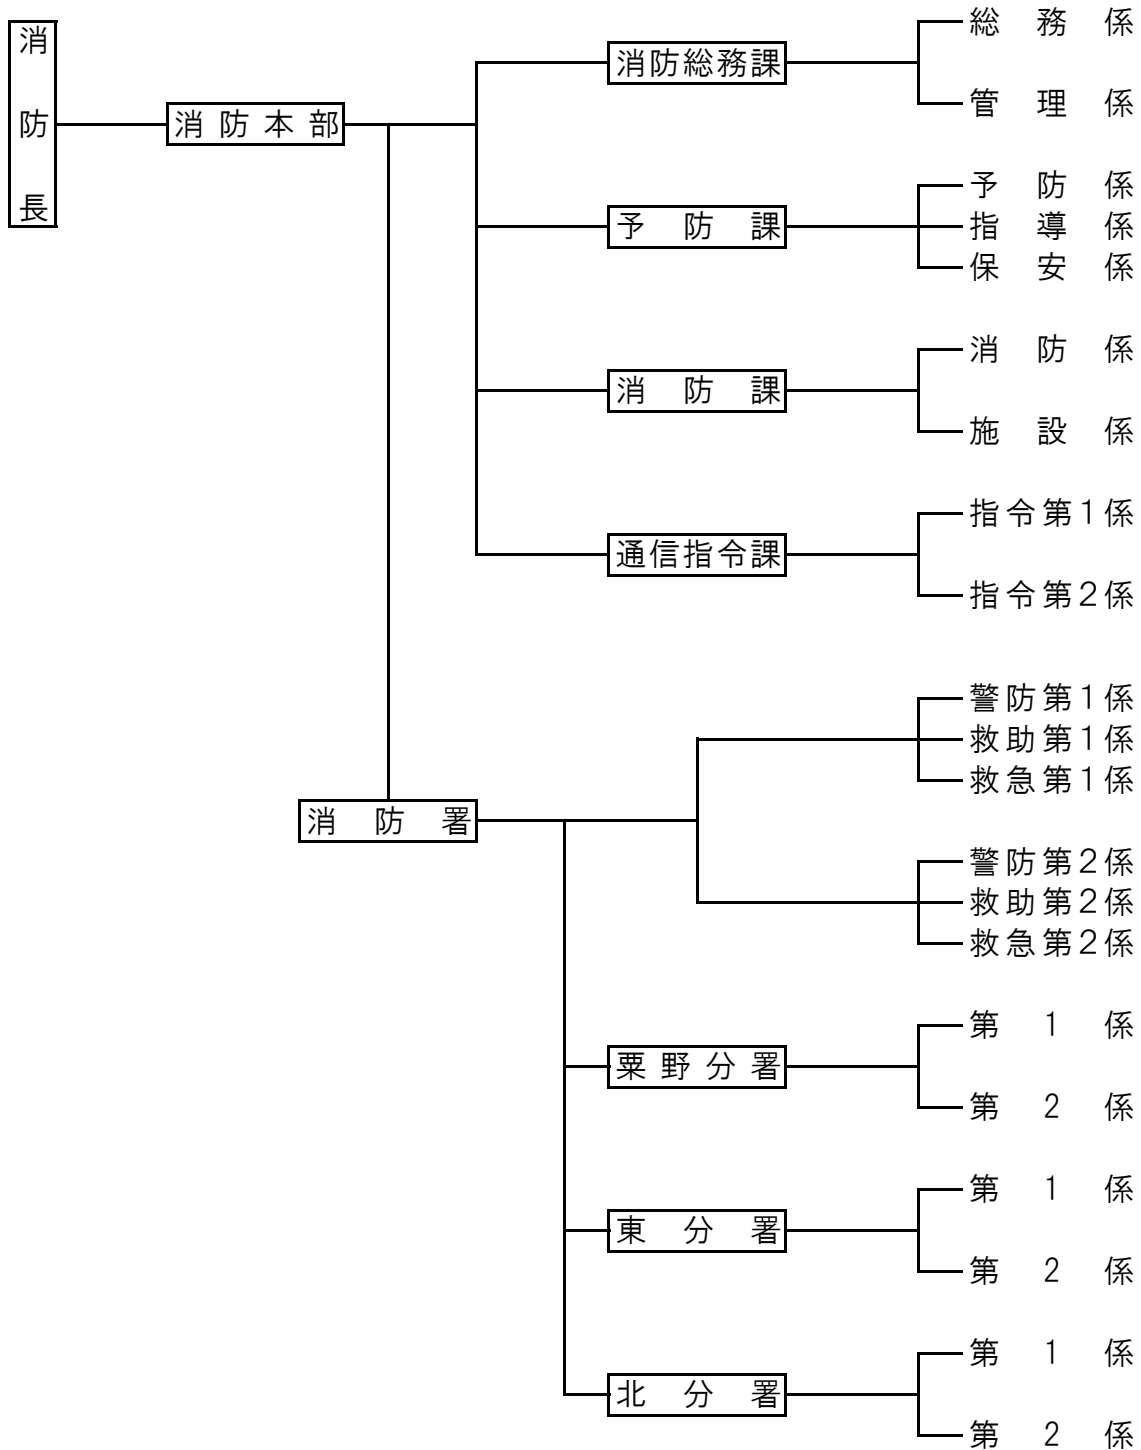 消防長
消防本部
消防総務課
総務係
管理係
予防課
予防係
指導係
保安係
消防課
消防係
施設係
通信指令課
指令第1係
指令第2係
消防署
警防第1係
救助第1係
救急第1係
警防第2係
救助第2係
救急第2係
粟野分署
第1係
第2係
東分署
第1係
第2係
北分署
第1係
第2係